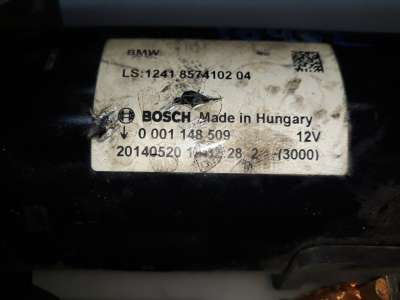 BMW
LS:1241 8574102 04
BOSCH Made in Hungary
↓ 0 001 148 509 12V
20140520 28 2 (3000)